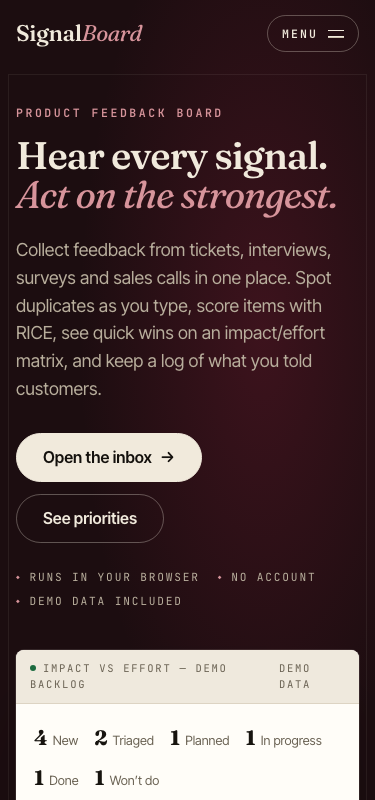 SignalBoard
MENU
PRODUCT FEEDBACK BOARD
Hear every signal.
Act on the strongest.
Collect feedback from tickets, interviews,
surveys and sales calls in one place. Spot
duplicates as you type, score items with
RICE, see quick wins on an impact/effort
matrix, and keep a log of what you told
customers.
Open the inbox →
See priorities
• RUNS IN YOUR BROWSER • NO ACCOUNT
• DEMO DATA INCLUDED
IMPACT VS EFFORT — DEMO
BACKLOG
DEMO
DATA
4 New 2 Triaged 1 Planned 1 In progress
1 Done 1 Won’t do